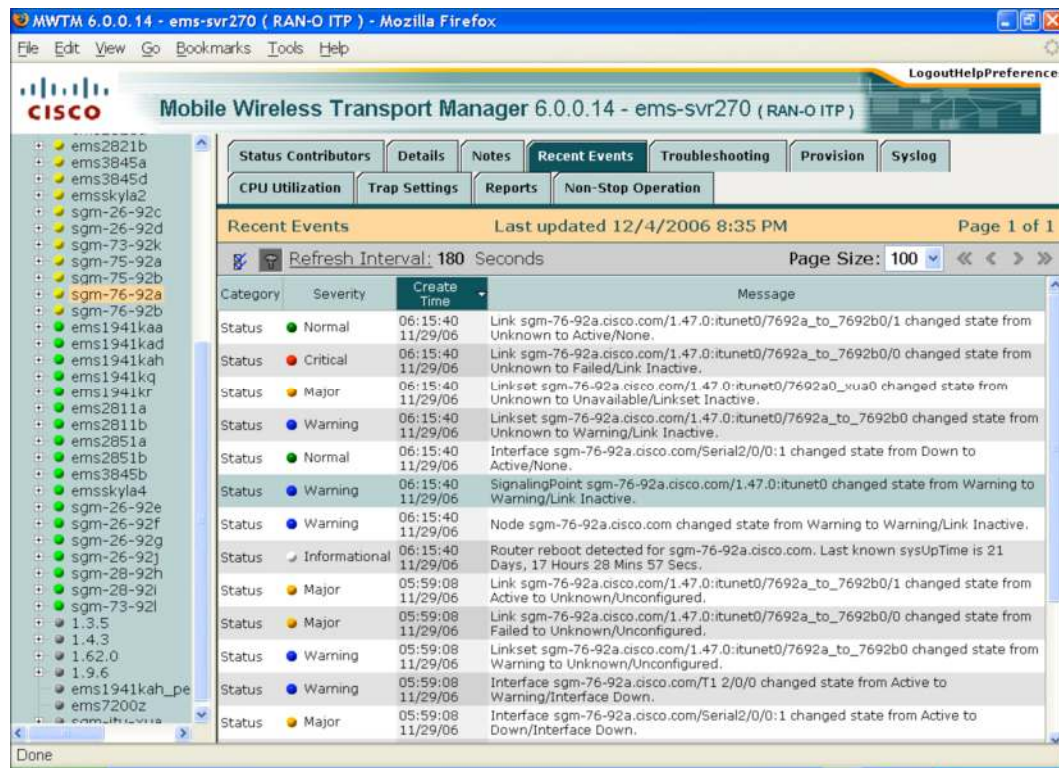 MWTM 6.0.0.14 - ems-svr270 ( RAN-O ITP ) - Mozilla Firefox
File Edit View Go Bookmarks Tools Help
LogoutHelpPreference
CISCO
Mobile Wireless Transport Manager 6.0.0.14 - ems-svr270 ( RAN-O ITP )
ems2821b
ems3845a
ems3845d
emsskyla2
sgm-26-92c
sgm-26-92d
sgm-73-92k
sgm-75-92a
sgm-75-92b
sgm-76-92a
sgm-76-92b
ems1941kaa
ems1941kad
ems1941kah
ems1941kq
ems1941kr
ems2811a
ems2811b
ems2851a
ems2851b
ems3845b
emsskyla4
sgm-26-92e
sgm-26-92f
sgm-26-92g
sgm-26-92j
sgm-28-92h
sgm-28-92i
sgm-73-92l
1.3.5
1.4.3
1.62.0
1.9.6
ems1941kah_pe
ems7200z
Status Contributors Details Notes Recent Events Troubleshooting Provision Syslog
CPU Utilization Trap Settings Reports Non-Stop Operation
Recent Events Last updated 12/4/2006 8:35 PM Page 1 of 1
Refresh Interval: 180 Seconds Page Size: 100
Category Severity Create Time Message
Status Normal 06:15:40 11/29/06 Link sgm-76-92a.cisco.com/1.47.0:itunet0/7692a_to_7692b0/1 changed state from
Unknown to Active/None.
Status Critical 06:15:40 11/29/06 Link sgm-76-92a.cisco.com/1.47.0:itunet0/7692a_to_7692b0/0 changed state from
Unknown to Failed/Link Inactive.
Status Major 06:15:40 11/29/06 Linkset sgm-76-92a.cisco.com/1.47.0:itunet0/7692a0_xua0 changed state from
Unknown to Unavailable/Linkset Inactive.
Status Warning 06:15:40 11/29/06 Linkset sgm-76-92a.cisco.com/1.47.0:itunet0/7692a_to_7692b0 changed state from
Unknown to Warning/Link Inactive.
Status Normal 06:15:40 11/29/06 Interface sgm-76-92a.cisco.com/Serial2/0/0:1 changed state from Down to
Active/None.
Status Warning 06:15:40 11/29/06 SignalingPoint sgm-76-92a.cisco.com/1.47.0:itunet0 changed state from Warning to
Warning/Link Inactive.
Status Warning 06:15:40 11/29/06 Node sgm-76-92a.cisco.com changed state from Warning to Warning/Link Inactive.
Status Informational 06:15:40 11/29/06 Router reboot detected for sgm-76-92a.cisco.com. Last known sysUpTime is 21
Days, 17 Hours 28 Mins 57 Secs.
Status Major 05:59:08 11/29/06 Link sgm-76-92a.cisco.com/1.47.0:itunet0/7692a_to_7692b0/1 changed state from
Active to Unknown/Unconfigured.
Status Major 05:59:08 11/29/06 Link sgm-76-92a.cisco.com/1.47.0:itunet0/7692a_to_7692b0/0 changed state from
Failed to Unknown/Unconfigured.
Status Warning 05:59:08 11/29/06 Linkset sgm-76-92a.cisco.com/1.47.0:itunet0/7692a_to_7692b0 changed state from
Warning to Unknown/Unconfigured.
Status Warning 05:59:08 11/29/06 Interface sgm-76-92a.cisco.com/T1 2/0/0 changed state from Active to
Warning/Interface Down.
Status Major 05:59:08 11/29/06 Interface sgm-76-92a.cisco.com/Serial2/0/0:1 changed state from Active to
Down/Interface Down.
Done